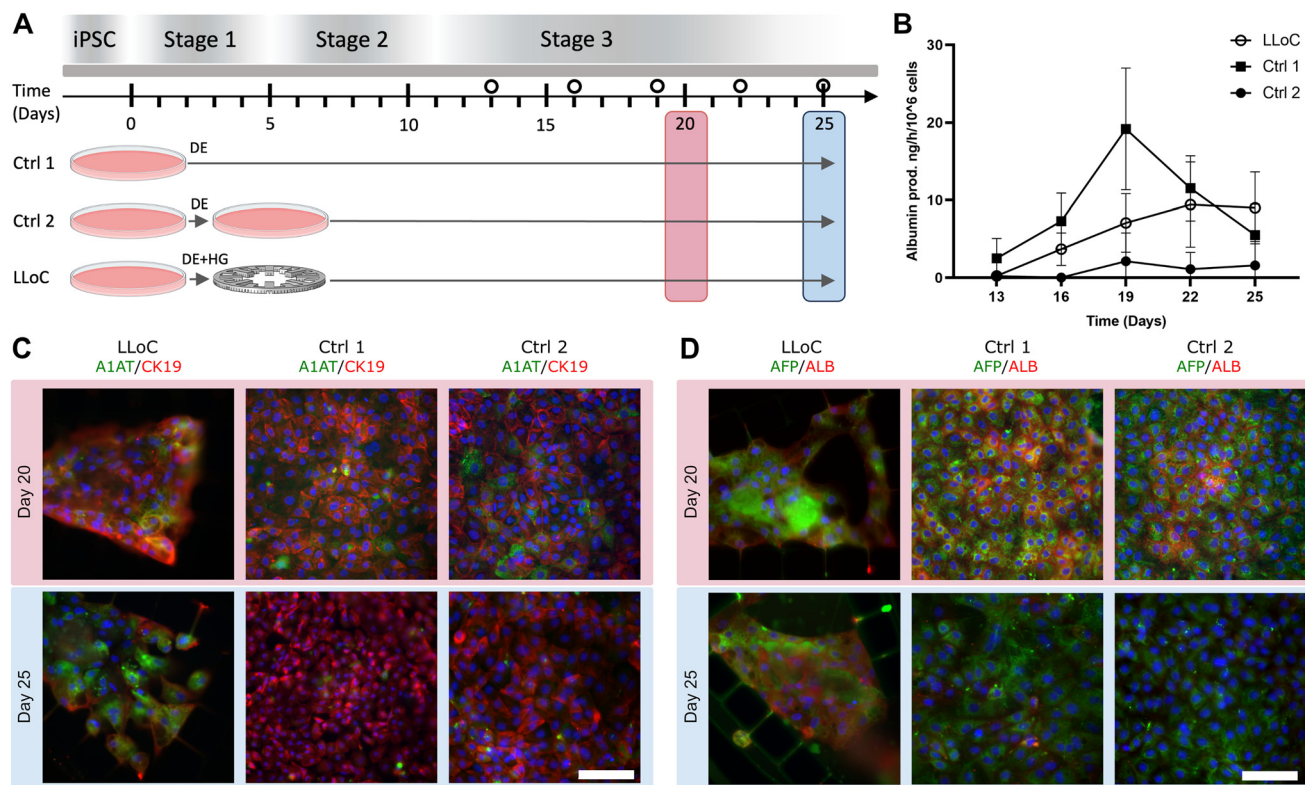 A
iPSC Stage 1 Stage 2 Stage 3
Time
(Days)
0 5 10 15 20 25
Ctrl 1
DE
Ctrl 2
DE
LLoC
DE+HG
B
LLoC
Ctrl 1
Ctrl 2
Albumin prod. ng/h/10^6 cells
30
20
10
0
13 16 19 22 25
Time (Days)
C
LLoC Ctrl 1 Ctrl 2
A1AT/CK19 A1AT/CK19 A1AT/CK19
Day 20
Day 25
D
LLoC Ctrl 1 Ctrl 2
AFP/ALB AFP/ALB AFP/ALB
Day 20
Day 25